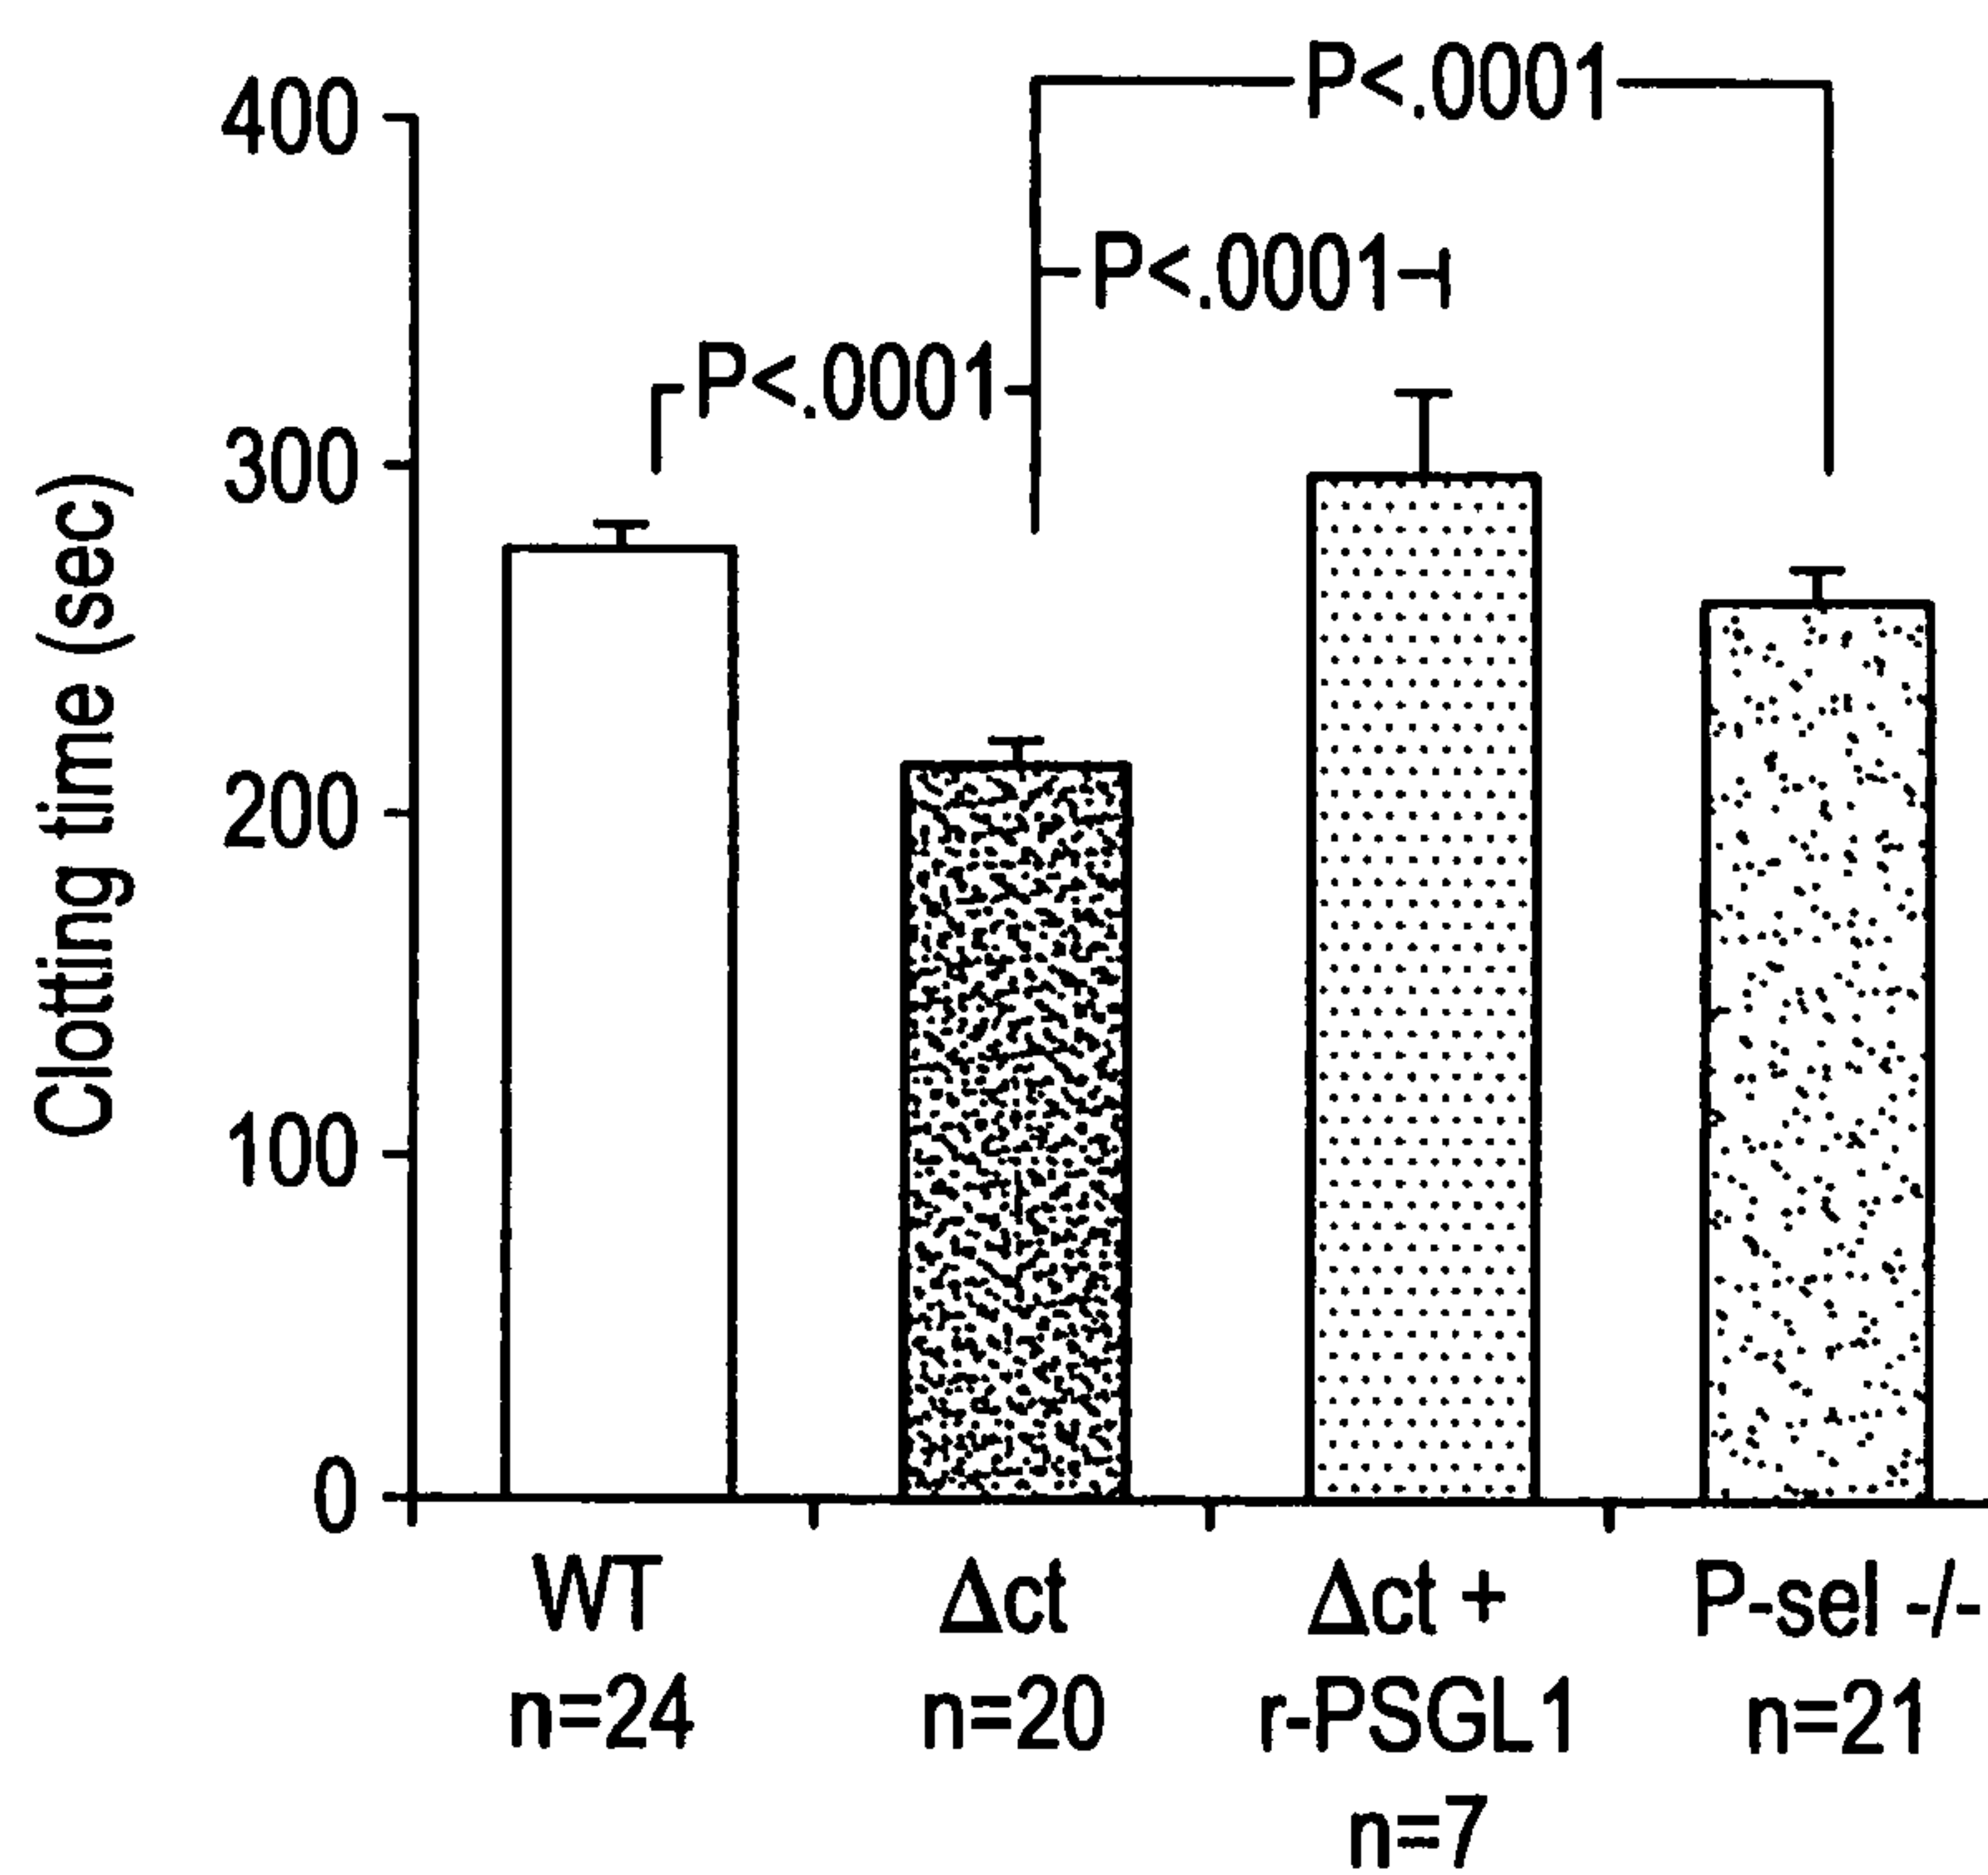 P<.0001
400
P<.0001
P<.0001
300
Clotting time (sec)
200
100
0
WT
n=24
Δct
n=20
Δct +
r-PSGL1
n=7
P-sel -/-
n=21